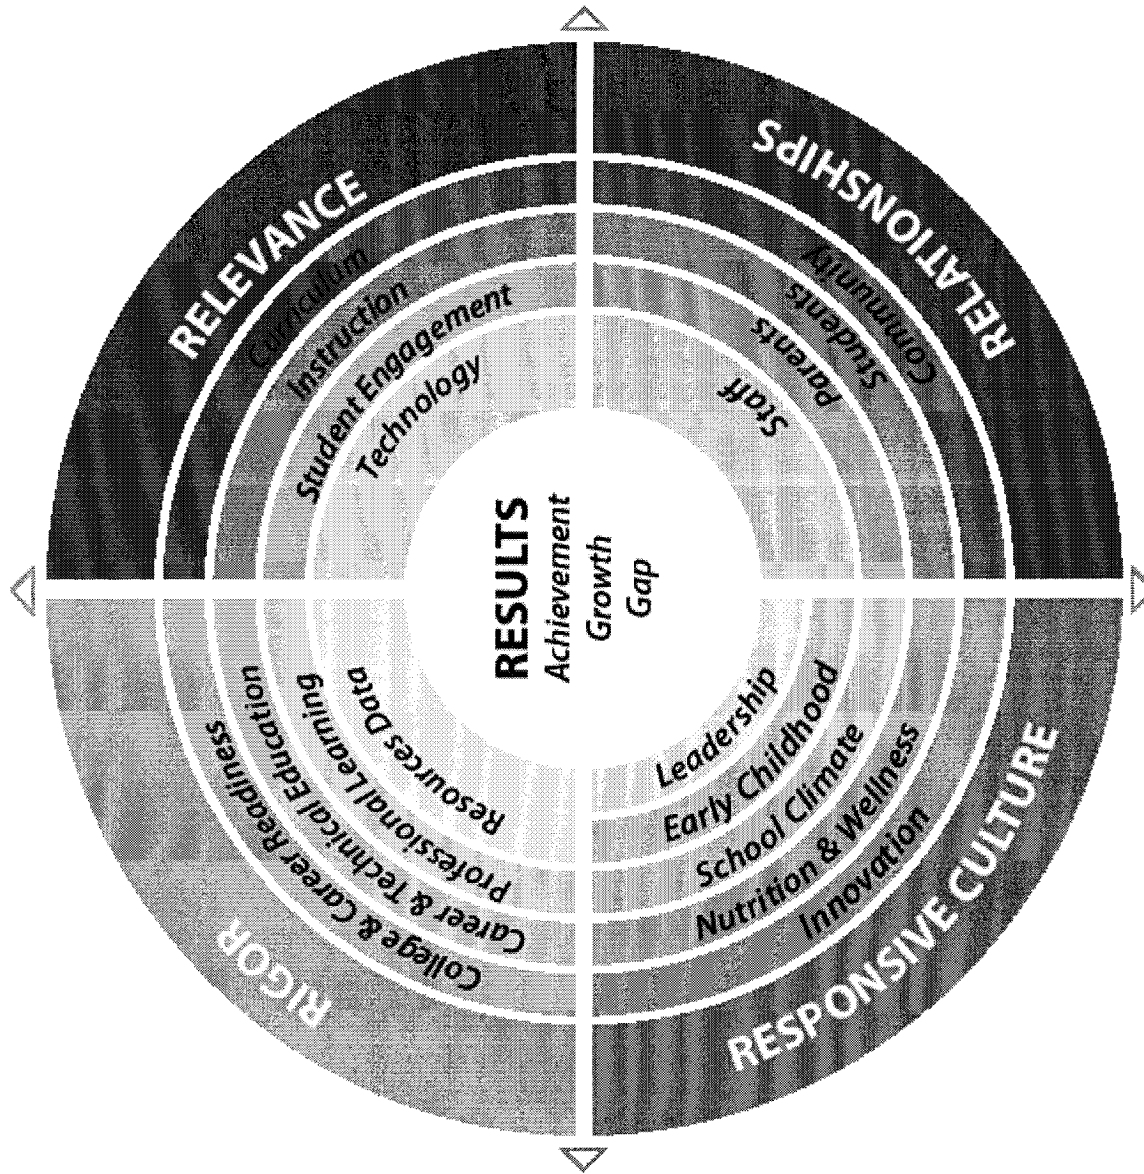 RIGOR
College & Career Readiness
Career & Technical Education
Professional Learning
Resources Data
RELEVANCE
Curriculum
Instruction
Student Engagement
Technology
RESULTS
Achievement
Growth
Gap
Leadership
Early Childhood
School Climate
Nutrition & Wellness
Innovation
RESPONSIVE CULTURE
Staff
Parents
Students
Community
RELATIONSHIPS